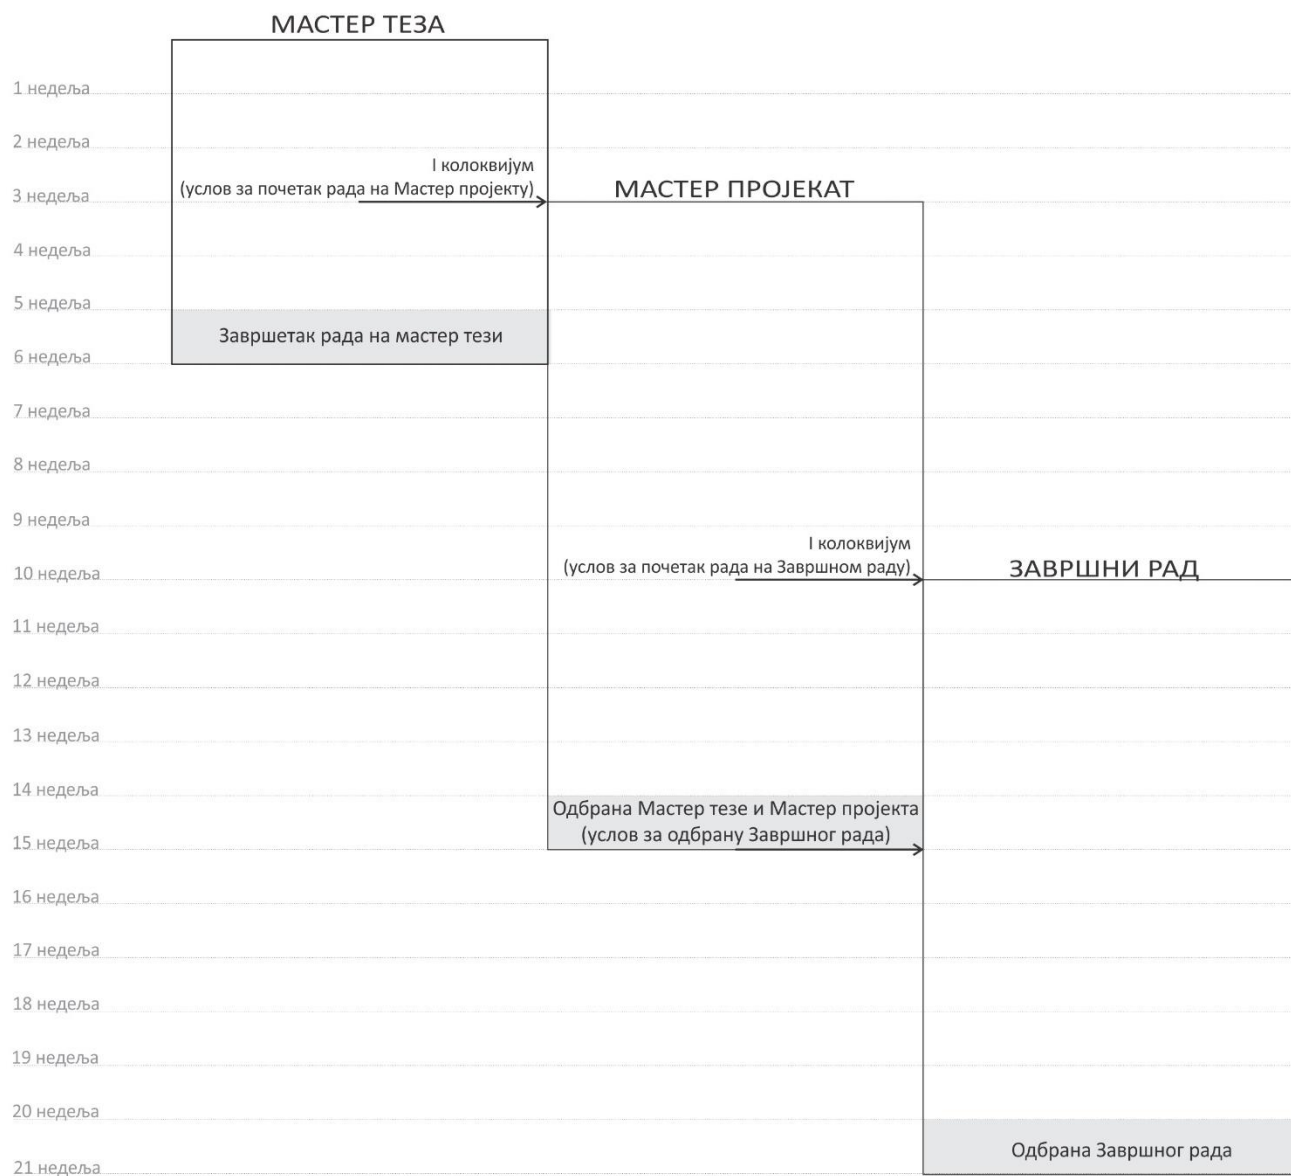 МАСТЕР ТЕЗА
1 недеља
2 недеља
I колоквијум
(услов за почетак рада на Мастер пројекту)
3 недеља
МАСТЕР ПРОЈЕКАТ
4 недеља
5 недеља
Завршетак рада на мастер тези
6 недеља
7 недеља
8 недеља
9 недеља
I колоквијум
(услов за почетак рада на Завршном раду)
10 недеља
ЗАВРШНИ РАД
11 недеља
12 недеља
13 недеља
14 недеља
Одбрана Мастер тезе и Мастер пројекта
(услов за одбрану Завршног рада)
15 недеља
16 недеља
17 недеља
18 недеља
19 недеља
20 недеља
Одбрана Завршног рада
21 недеља